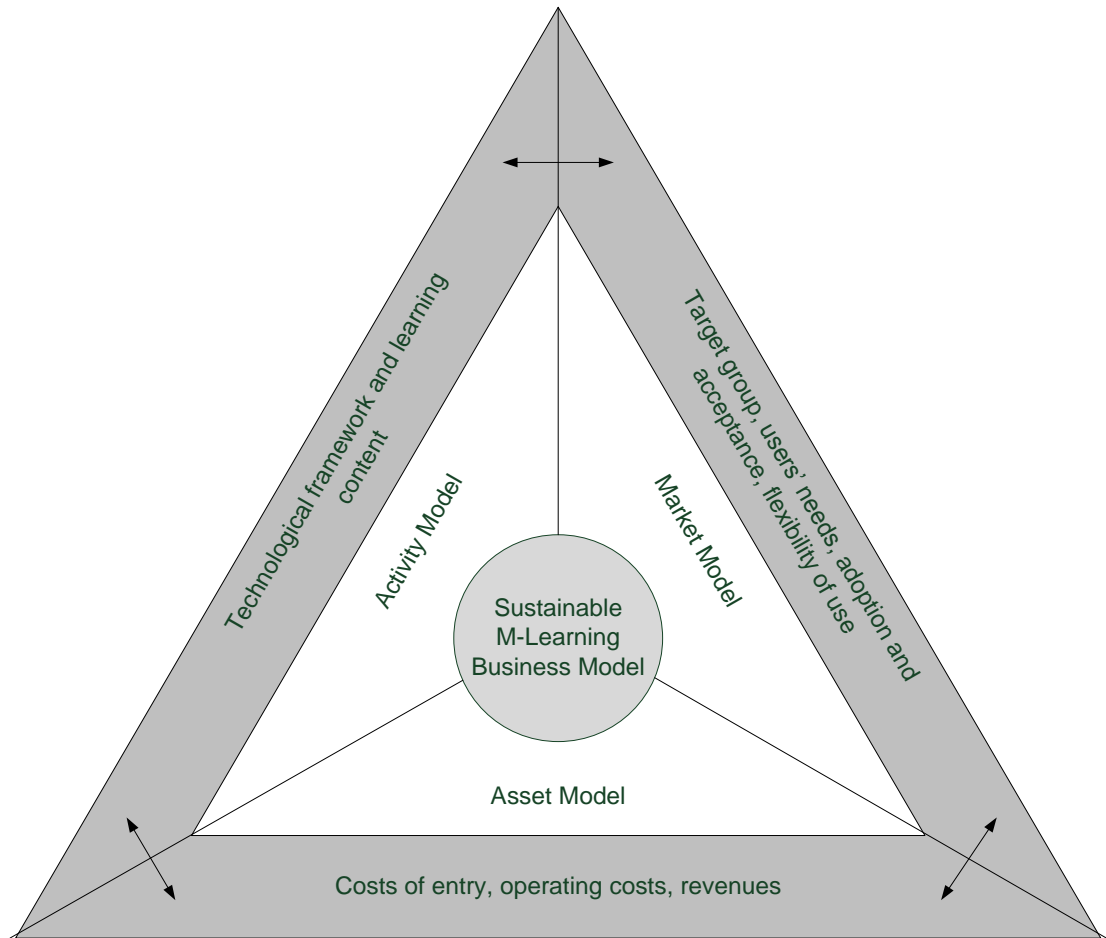 Technological framework and learning
content
Target group, users’ needs, adoption and
acceptance, flexibility of use
Activity Model
Market Model
Sustainable
M-Learning
Business Model
Asset Model
Costs of entry, operating costs, revenues